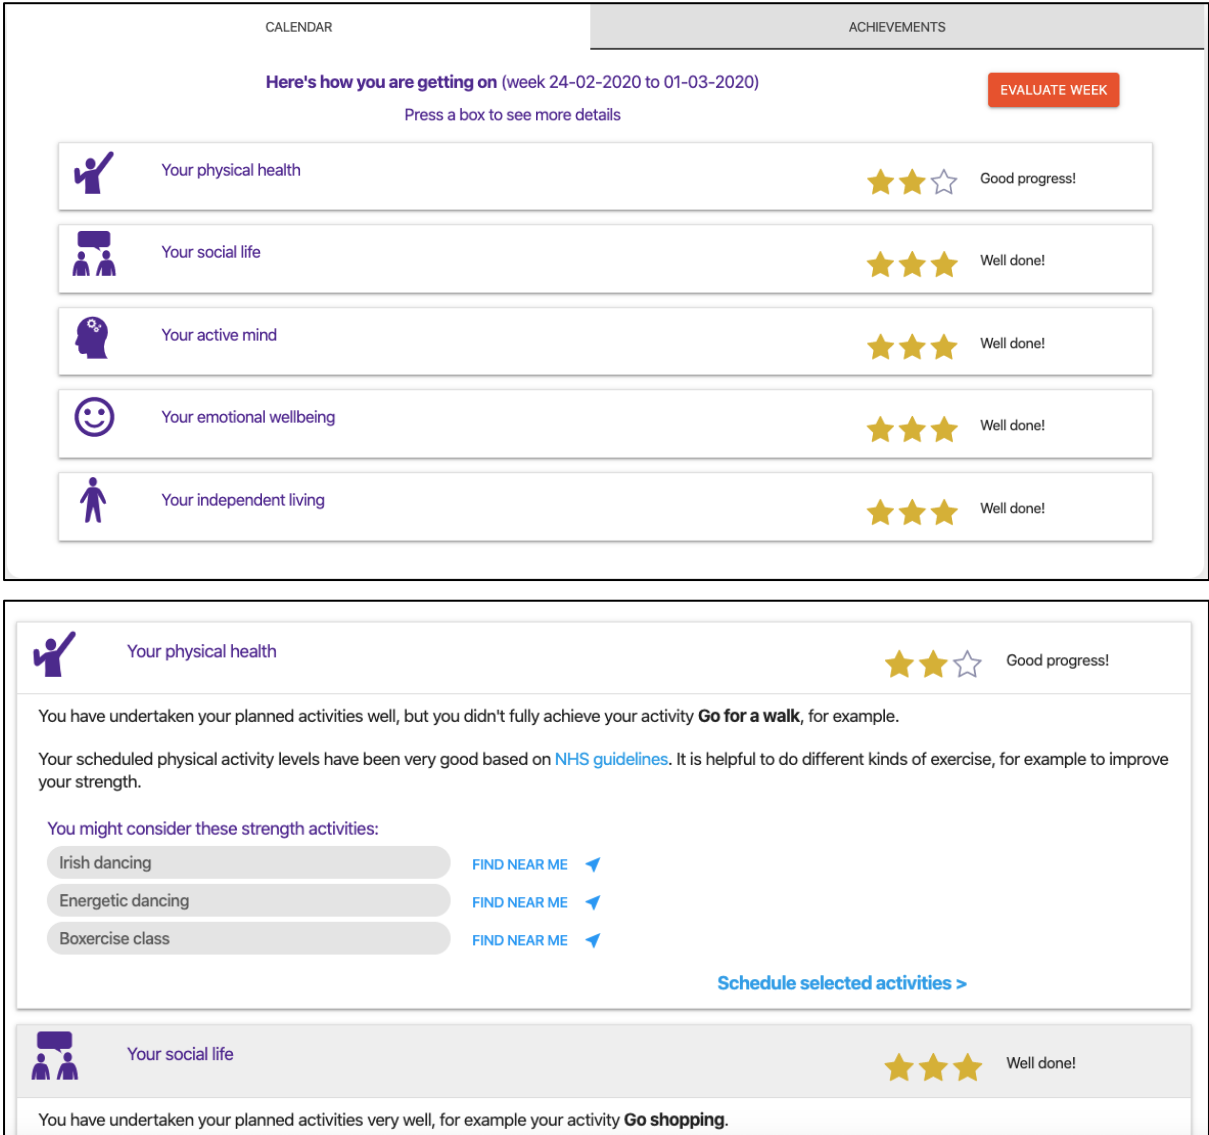 CALENDAR
ACHIEVEMENTS
Here's how you are getting on (week 24-02-2020 to 01-03-2020)
EVALUATE WEEK
Press a box to see more details
Your physical health
Good progress!
Your social life
Well done!
Your active mind
Well done!
Your emotional wellbeing
Well done!
Your independent living
Well done!
Your physical health
Good progress!
You have undertaken your planned activities well, but you didn't fully achieve your activity Go for a walk, for example.
Your scheduled physical activity levels have been very good based on NHS guidelines. It is helpful to do different kinds of exercise, for example to improve
your strength.
You might consider these strength activities:
Irish dancing
FIND NEAR ME
Energetic dancing
FIND NEAR ME
Boxercise class
FIND NEAR ME
Schedule selected activities >
Your social life
Well done!
You have undertaken your planned activities very well, for example your activity Go shopping.